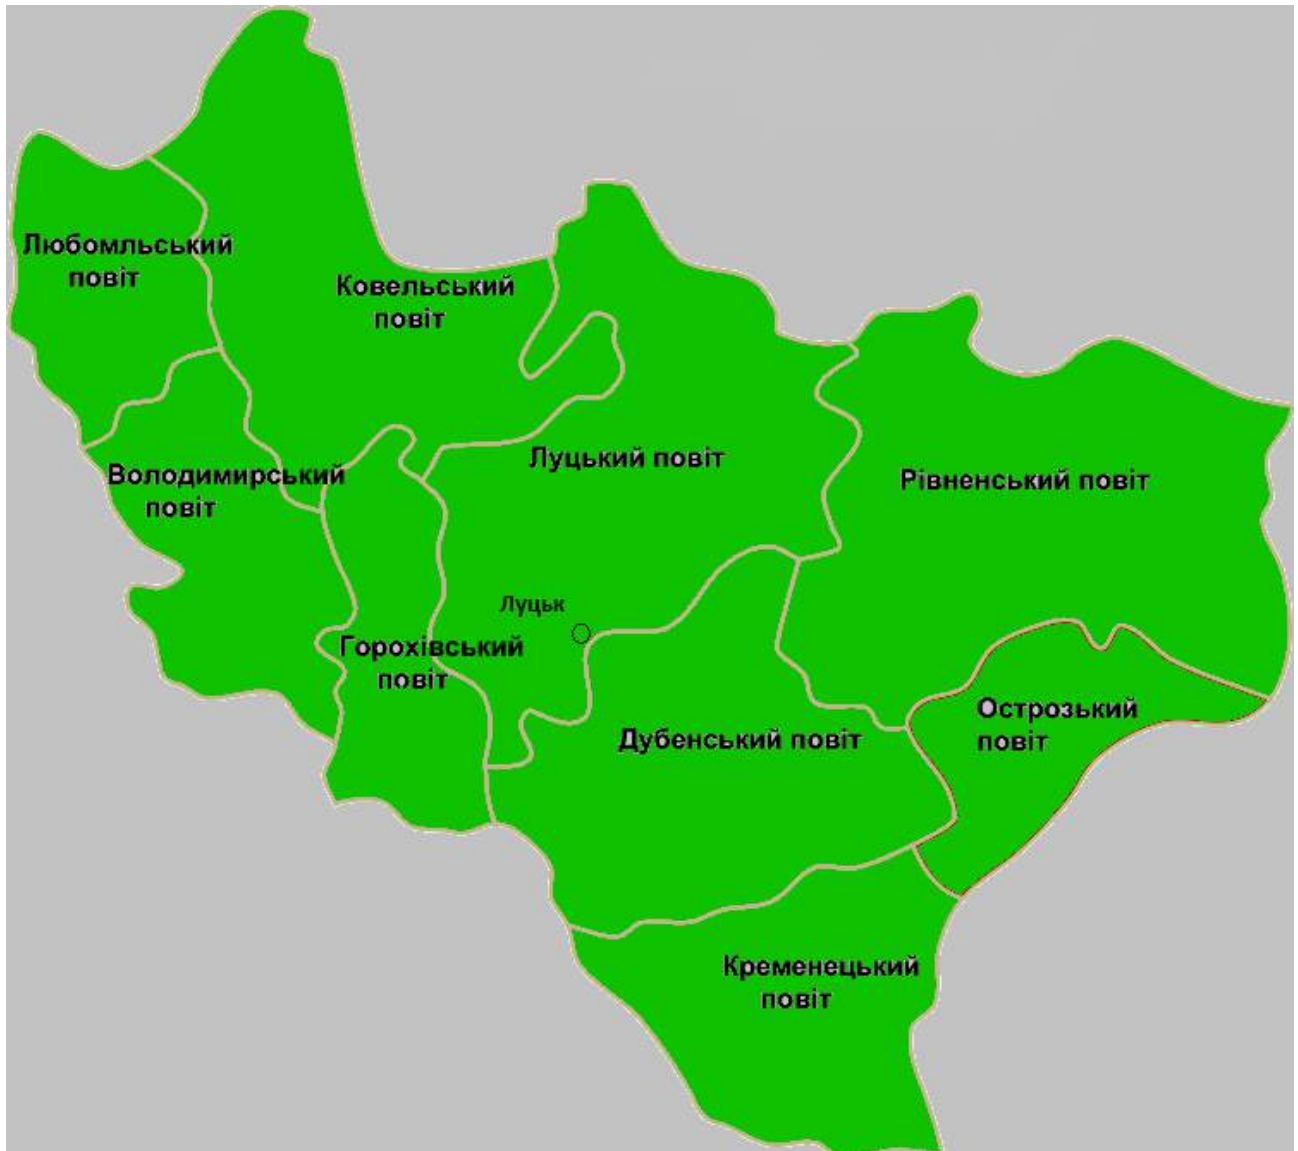 Любомльський
повіт
Ковельський
повіт
Луцький повіт
Володимирський
повіт
Рівненський повіт
Луцьк
Горохівський
повіт
Острозький
повіт
Дубенський повіт
Кременецький
повіт